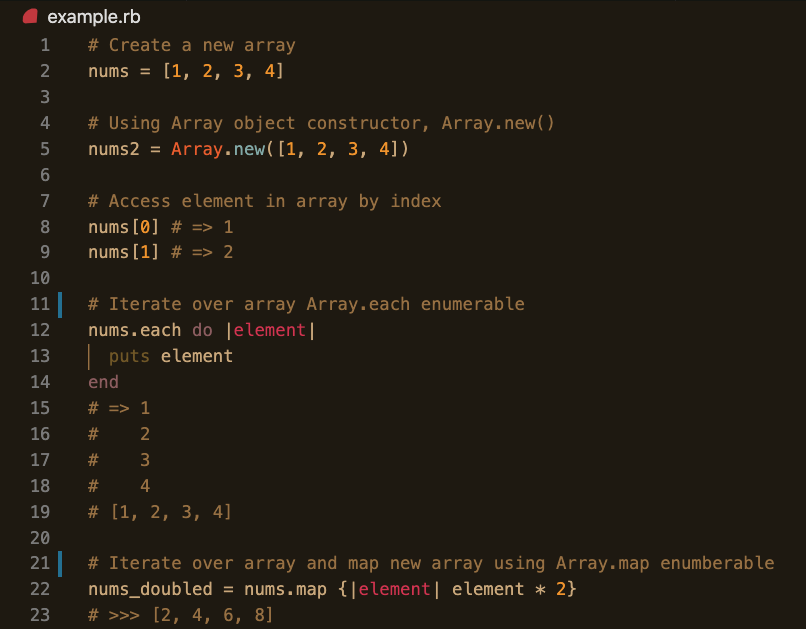 example.rb
1 # Create a new array
2 nums = [1, 2, 3, 4]
3
4 # Using Array object constructor, Array.new()
5 nums2 = Array.new([1, 2, 3, 4])
6
7 # Access element in array by index
8 nums[0] # => 1
9 nums[1] # => 2
10
11 # Iterate over array Array.each enumerable
12 nums.each do |element|
13   puts element
14 end
15 # => 1
16 #    2
17 #    3
18 #    4
19 # [1, 2, 3, 4]
20
21 # Iterate over array and map new array using Array.map enumberable
22 nums_doubled = nums.map {|element| element * 2}
23 # >>> [2, 4, 6, 8]